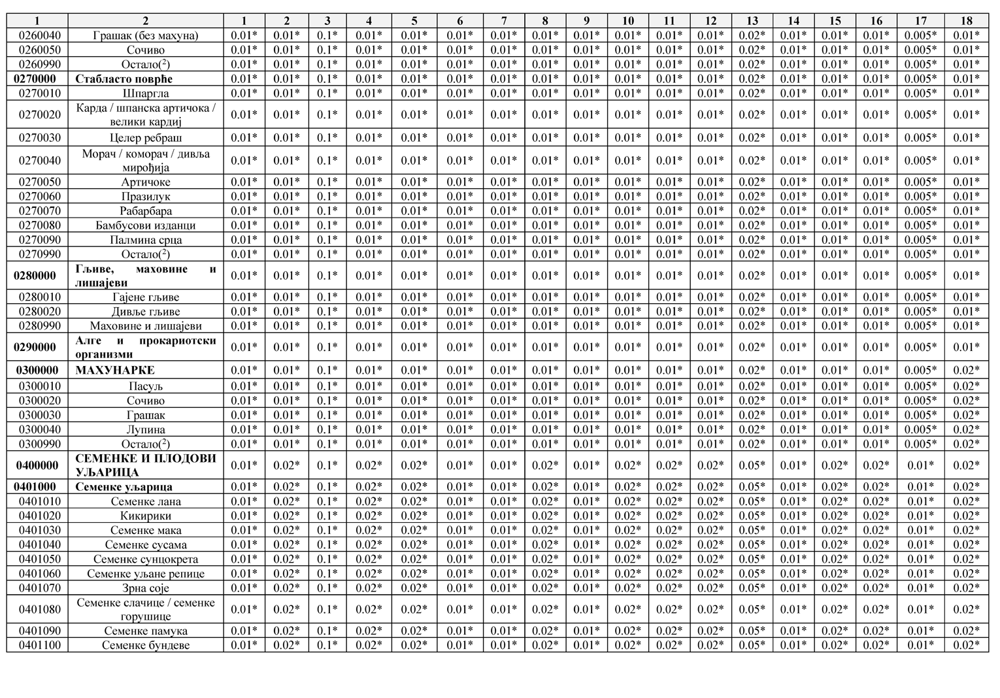 1 2 1 2 3 4 5 6 7 8 9 10 11 12 13 14 15 16 17 18
0260040 Грашак (без махуна) 0.01* 0.01* 0.1* 0.01* 0.01* 0.01* 0.01* 0.01* 0.01* 0.01* 0.01* 0.01* 0.02* 0.01* 0.01* 0.01* 0.005* 0.01*
0260050 Сочиво 0.01* 0.01* 0.1* 0.01* 0.01* 0.01* 0.01* 0.01* 0.01* 0.01* 0.01* 0.01* 0.02* 0.01* 0.01* 0.01* 0.005* 0.01*
0260990 Остало(²) 0.01* 0.01* 0.1* 0.01* 0.01* 0.01* 0.01* 0.01* 0.01* 0.01* 0.01* 0.01* 0.02* 0.01* 0.01* 0.01* 0.005* 0.01*
0270000 Стабласто поврће 0.01* 0.01* 0.1* 0.01* 0.01* 0.01* 0.01* 0.01* 0.01* 0.01* 0.01* 0.01* 0.02* 0.01* 0.01* 0.01* 0.005* 0.01*
0270010 Шпаргла 0.01* 0.01* 0.1* 0.01* 0.01* 0.01* 0.01* 0.01* 0.01* 0.01* 0.01* 0.01* 0.02* 0.01* 0.01* 0.01* 0.005* 0.01*
0270020 Карда / шпанска артичока /
велики кардиј 0.01* 0.01* 0.1* 0.01* 0.01* 0.01* 0.01* 0.01* 0.01* 0.01* 0.01* 0.01* 0.02* 0.01* 0.01* 0.01* 0.005* 0.01*
0270030 Целер ребраш 0.01* 0.01* 0.1* 0.01* 0.01* 0.01* 0.01* 0.01* 0.01* 0.01* 0.01* 0.01* 0.02* 0.01* 0.01* 0.01* 0.005* 0.01*
0270040 Морач / коморач / дивља
мирођија 0.01* 0.01* 0.1* 0.01* 0.01* 0.01* 0.01* 0.01* 0.01* 0.01* 0.01* 0.01* 0.02* 0.01* 0.01* 0.01* 0.005* 0.01*
0270050 Артичоке 0.01* 0.01* 0.1* 0.01* 0.01* 0.01* 0.01* 0.01* 0.01* 0.01* 0.01* 0.01* 0.02* 0.01* 0.01* 0.01* 0.005* 0.01*
0270060 Празилук 0.01* 0.01* 0.1* 0.01* 0.01* 0.01* 0.01* 0.01* 0.01* 0.01* 0.01* 0.01* 0.02* 0.01* 0.01* 0.01* 0.005* 0.01*
0270070 Рабарбара 0.01* 0.01* 0.1* 0.01* 0.01* 0.01* 0.01* 0.01* 0.01* 0.01* 0.01* 0.01* 0.02* 0.01* 0.01* 0.01* 0.005* 0.01*
0270080 Бамбусови изданци 0.01* 0.01* 0.1* 0.01* 0.01* 0.01* 0.01* 0.01* 0.01* 0.01* 0.01* 0.01* 0.02* 0.01* 0.01* 0.01* 0.005* 0.01*
0270090 Палмина срца 0.01* 0.01* 0.1* 0.01* 0.01* 0.01* 0.01* 0.01* 0.01* 0.01* 0.01* 0.01* 0.02* 0.01* 0.01* 0.01* 0.005* 0.01*
0270990 Остало(²) 0.01* 0.01* 0.1* 0.01* 0.01* 0.01* 0.01* 0.01* 0.01* 0.01* 0.01* 0.01* 0.02* 0.01* 0.01* 0.01* 0.005* 0.01*
0280000 Гљиве, маховине и
лишајеви 0.01* 0.01* 0.1* 0.01* 0.01* 0.01* 0.01* 0.01* 0.01* 0.01* 0.01* 0.01* 0.02* 0.01* 0.01* 0.01* 0.005* 0.01*
0280010 Гајене гљиве 0.01* 0.01* 0.1* 0.01* 0.01* 0.01* 0.01* 0.01* 0.01* 0.01* 0.01* 0.01* 0.02* 0.01* 0.01* 0.01* 0.005* 0.01*
0280020 Дивље гљиве 0.01* 0.01* 0.1* 0.01* 0.01* 0.01* 0.01* 0.01* 0.01* 0.01* 0.01* 0.01* 0.02* 0.01* 0.01* 0.01* 0.005* 0.01*
0280990 Маховине и лишајеви 0.01* 0.01* 0.1* 0.01* 0.01* 0.01* 0.01* 0.01* 0.01* 0.01* 0.01* 0.01* 0.02* 0.01* 0.01* 0.01* 0.005* 0.01*
0290000 Алге и прокариотски
организми 0.01* 0.01* 0.1* 0.01* 0.01* 0.01* 0.01* 0.01* 0.01* 0.01* 0.01* 0.01* 0.02* 0.01* 0.01* 0.01* 0.005* 0.01*
0300000 МАХУНАРКЕ 0.01* 0.01* 0.1* 0.01* 0.01* 0.01* 0.01* 0.01* 0.01* 0.01* 0.01* 0.01* 0.02* 0.01* 0.01* 0.01* 0.005* 0.02*
0300010 Пасуљ 0.01* 0.01* 0.1* 0.01* 0.01* 0.01* 0.01* 0.01* 0.01* 0.01* 0.01* 0.01* 0.02* 0.01* 0.01* 0.01* 0.005* 0.02*
0300020 Сочиво 0.01* 0.01* 0.1* 0.01* 0.01* 0.01* 0.01* 0.01* 0.01* 0.01* 0.01* 0.01* 0.02* 0.01* 0.01* 0.01* 0.005* 0.02*
0300030 Грашак 0.01* 0.01* 0.1* 0.01* 0.01* 0.01* 0.01* 0.01* 0.01* 0.01* 0.01* 0.01* 0.02* 0.01* 0.01* 0.01* 0.005* 0.02*
0300040 Лупина 0.01* 0.01* 0.1* 0.01* 0.01* 0.01* 0.01* 0.01* 0.01* 0.01* 0.01* 0.01* 0.02* 0.01* 0.01* 0.01* 0.005* 0.02*
0300990 Остало(²) 0.01* 0.01* 0.1* 0.01* 0.01* 0.01* 0.01* 0.01* 0.01* 0.01* 0.01* 0.01* 0.02* 0.01* 0.01* 0.01* 0.005* 0.02*
0400000 СЕМЕНКЕ И ПЛОДОВИ
УЉАРИЦА 0.01* 0.02* 0.1* 0.02* 0.02* 0.01* 0.01* 0.02* 0.01* 0.02* 0.02* 0.02* 0.05* 0.01* 0.02* 0.02* 0.01* 0.02*
0401000 Семенке уљарица 0.01* 0.02* 0.1* 0.02* 0.02* 0.01* 0.01* 0.02* 0.01* 0.02* 0.02* 0.02* 0.05* 0.01* 0.02* 0.02* 0.01* 0.02*
0401010 Семенке лана 0.01* 0.02* 0.1* 0.02* 0.02* 0.01* 0.01* 0.02* 0.01* 0.02* 0.02* 0.02* 0.05* 0.01* 0.02* 0.02* 0.01* 0.02*
0401020 Кикирики 0.01* 0.02* 0.1* 0.02* 0.02* 0.01* 0.01* 0.02* 0.01* 0.02* 0.02* 0.02* 0.05* 0.01* 0.02* 0.02* 0.01* 0.02*
0401030 Семенке мака 0.01* 0.02* 0.1* 0.02* 0.02* 0.01* 0.01* 0.02* 0.01* 0.02* 0.02* 0.02* 0.05* 0.01* 0.02* 0.02* 0.01* 0.02*
0401040 Семенке сусама 0.01* 0.02* 0.1* 0.02* 0.02* 0.01* 0.01* 0.02* 0.01* 0.02* 0.02* 0.02* 0.05* 0.01* 0.02* 0.02* 0.01* 0.02*
0401050 Семенке сунцокрета 0.01* 0.02* 0.1* 0.02* 0.02* 0.01* 0.01* 0.02* 0.01* 0.02* 0.02* 0.02* 0.05* 0.01* 0.02* 0.02* 0.01* 0.02*
0401060 Семенке уљане репице 0.01* 0.02* 0.1* 0.02* 0.02* 0.01* 0.01* 0.02* 0.01* 0.02* 0.02* 0.02* 0.05* 0.01* 0.02* 0.02* 0.01* 0.02*
0401070 Зрна соје 0.01* 0.02* 0.1* 0.02* 0.02* 0.01* 0.01* 0.02* 0.01* 0.02* 0.02* 0.02* 0.05* 0.01* 0.02* 0.02* 0.01* 0.02*
0401080 Семенке слачице / семенке
горушице 0.01* 0.02* 0.1* 0.02* 0.02* 0.01* 0.01* 0.02* 0.01* 0.02* 0.02* 0.02* 0.05* 0.01* 0.02* 0.02* 0.01* 0.02*
0401090 Семенке памука 0.01* 0.02* 0.1* 0.02* 0.02* 0.01* 0.01* 0.02* 0.01* 0.02* 0.02* 0.02* 0.05* 0.01* 0.02* 0.02* 0.01* 0.02*
0401100 Семенке бундеве 0.01* 0.02* 0.1* 0.02* 0.02* 0.01* 0.01* 0.02* 0.01* 0.02* 0.02* 0.02* 0.05* 0.01* 0.02* 0.02* 0.01* 0.02*